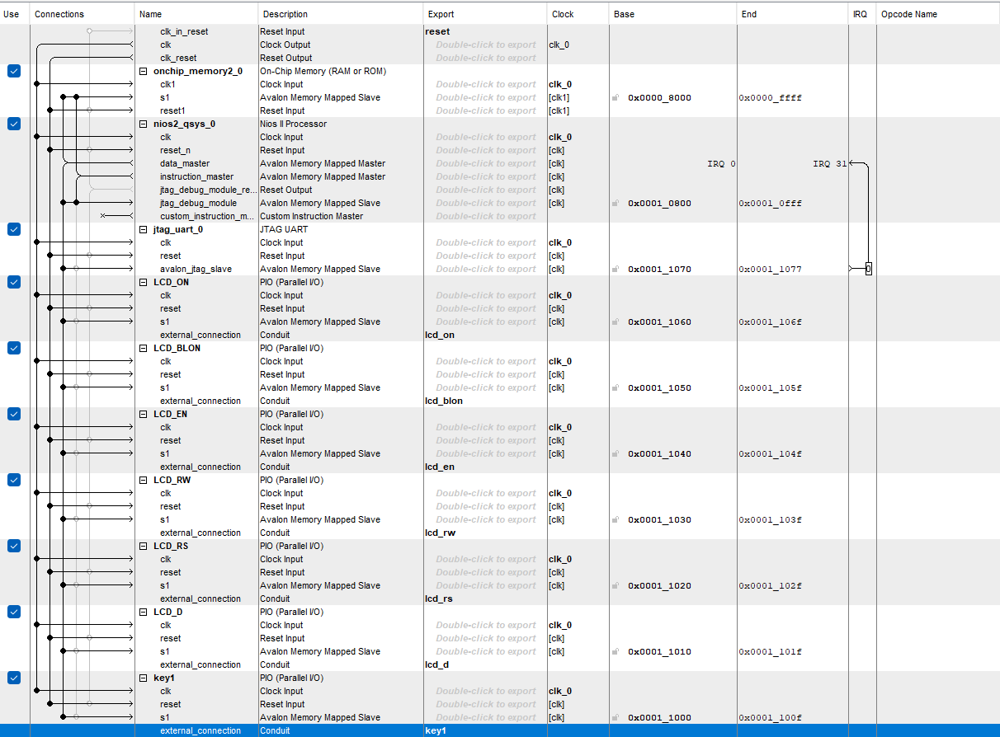 Use Connections Name Description Export Clock Base End IRQ Opcode Name
clk_in_reset Reset Input reset
clk Clock Output Double-click to export clk_0
clk_reset Reset Output Double-click to export
onchip_memory2_0 On-Chip Memory (RAM or ROM)
clk1 Clock Input Double-click to export clk_0
s1 Avalon Memory Mapped Slave Double-click to export [clk1] 0x0000_8000 0x0000_ffff
reset1 Reset Input Double-click to export [clk1]
nios2_qsys_0 Nios II Processor
clk Clock Input Double-click to export clk_0
reset_n Reset Input Double-click to export [clk]
data_master Avalon Memory Mapped Master Double-click to export [clk] IRQ 0 IRQ 31
instruction_master Avalon Memory Mapped Master Double-click to export [clk]
jtag_debug_module_re... Reset Output Double-click to export [clk]
jtag_debug_module Avalon Memory Mapped Slave Double-click to export [clk] 0x0001_0800 0x0001_0fff
custom_instruction_m... Custom Instruction Master Double-click to export
jtag_uart_0 JTAG UART
clk Clock Input Double-click to export clk_0
reset Reset Input Double-click to export [clk]
avalon_jtag_slave Avalon Memory Mapped Slave Double-click to export [clk] 0x0001_1070 0x0001_1077 0
LCD_ON PIO (Parallel I/O)
clk Clock Input Double-click to export clk_0
reset Reset Input Double-click to export [clk]
s1 Avalon Memory Mapped Slave Double-click to export [clk] 0x0001_1060 0x0001_106f
external_connection Conduit lcd_on
LCD_BLON PIO (Parallel I/O)
clk Clock Input Double-click to export clk_0
reset Reset Input Double-click to export [clk]
s1 Avalon Memory Mapped Slave Double-click to export [clk] 0x0001_1050 0x0001_105f
external_connection Conduit lcd_blon
LCD_EN PIO (Parallel I/O)
clk Clock Input Double-click to export clk_0
reset Reset Input Double-click to export [clk]
s1 Avalon Memory Mapped Slave Double-click to export [clk] 0x0001_1040 0x0001_104f
external_connection Conduit lcd_en
LCD_RW PIO (Parallel I/O)
clk Clock Input Double-click to export clk_0
reset Reset Input Double-click to export [clk]
s1 Avalon Memory Mapped Slave Double-click to export [clk] 0x0001_1030 0x0001_103f
external_connection Conduit lcd_rw
LCD_RS PIO (Parallel I/O)
clk Clock Input Double-click to export clk_0
reset Reset Input Double-click to export [clk]
s1 Avalon Memory Mapped Slave Double-click to export [clk] 0x0001_1020 0x0001_102f
external_connection Conduit lcd_rs
LCD_D PIO (Parallel I/O)
clk Clock Input Double-click to export clk_0
reset Reset Input Double-click to export [clk]
s1 Avalon Memory Mapped Slave Double-click to export [clk] 0x0001_1010 0x0001_101f
external_connection Conduit lcd_d
key1 PIO (Parallel I/O)
clk Clock Input Double-click to export clk_0
reset Reset Input Double-click to export [clk]
s1 Avalon Memory Mapped Slave Double-click to export [clk] 0x0001_1000 0x0001_100f
external_connection Conduit key1